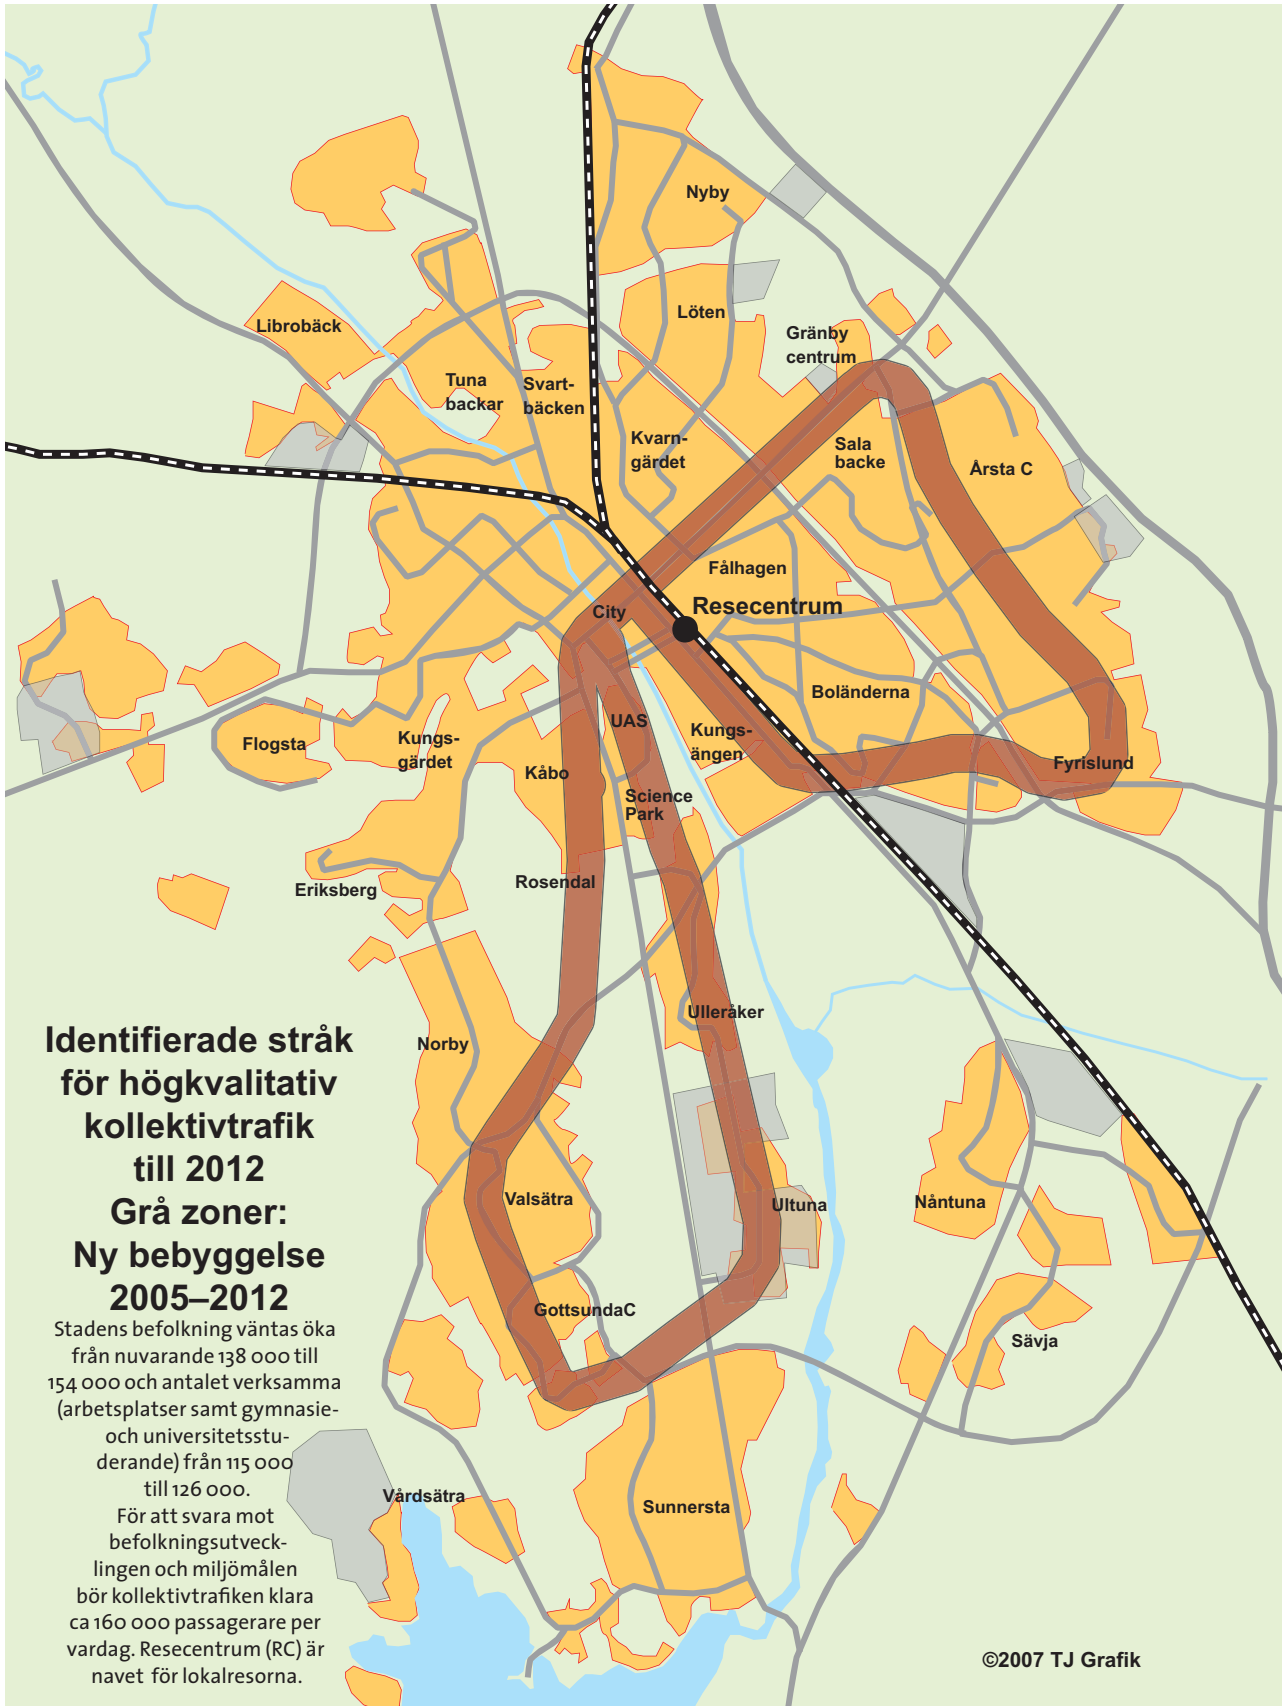 Nyby
Löten
Librobäck
Gränby
centrum
Tuna
backar
Svart-
bäcken
Kvarn-
gärdet
Sala
backe
Årsta C
Fålhagen
City
Resecentrum
Boländerna
UAS
Kungs-
ängen
Flogsta
Kungs-
gärdet
Kåbo
Fyrislund
Science
Park
Rosendal
Eriksberg
Ulleråker
Norby
Valsätra
Ultuna
Nåntuna
GottsundaC
Sävja
Vårdsätra
Sunnersta
Identifierade stråk
för högkvalitativ
kollektivtrafik
till 2012
Grå zoner:
Ny bebyggelse
2005–2012
Stadens befolkning väntas öka
från nuvarande 138 000 till
154 000 och antalet verksamma
(arbetsplatser samt gymnasie-
och universitetsstu-
derande) från 115 000
till 126 000.
För att svara mot
befolkningsutveck-
lingen och miljömålen
bör kollektivtrafiken klara
ca 160 000 passagerare per
vardag. Resecentrum (RC) är
navet för lokalresorna.
©2007 TJ Grafik